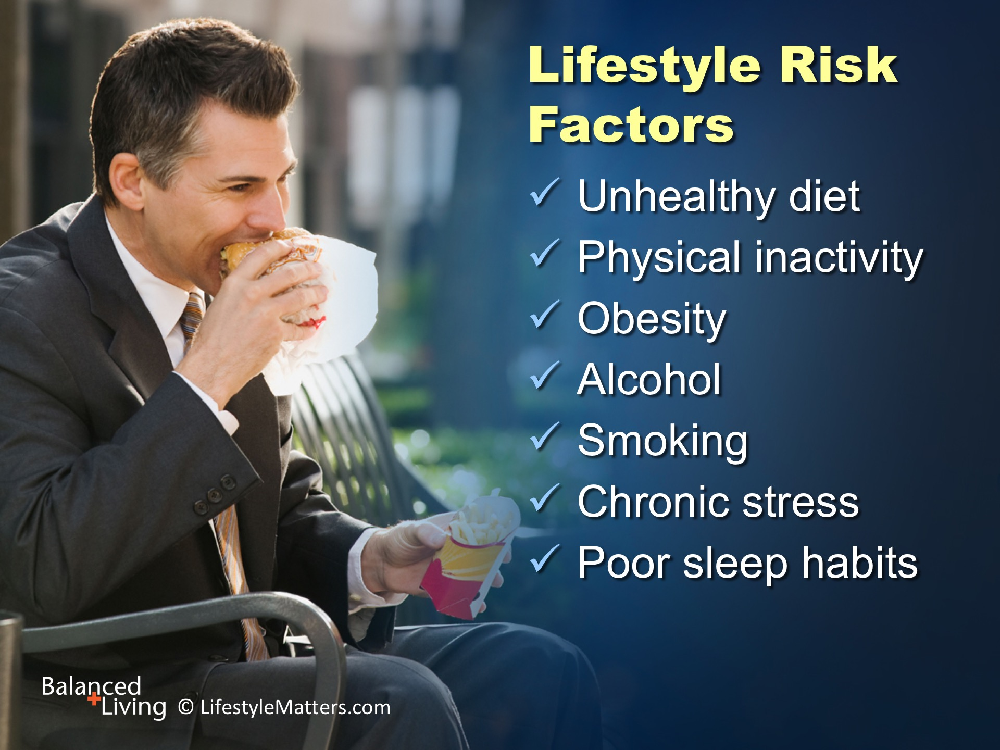 Lifestyle Risk
Factors
✓ Unhealthy diet
✓ Physical inactivity
✓ Obesity
✓ Alcohol
✓ Smoking
✓ Chronic stress
✓ Poor sleep habits
Balanced
+Living © LifestyleMatters.com